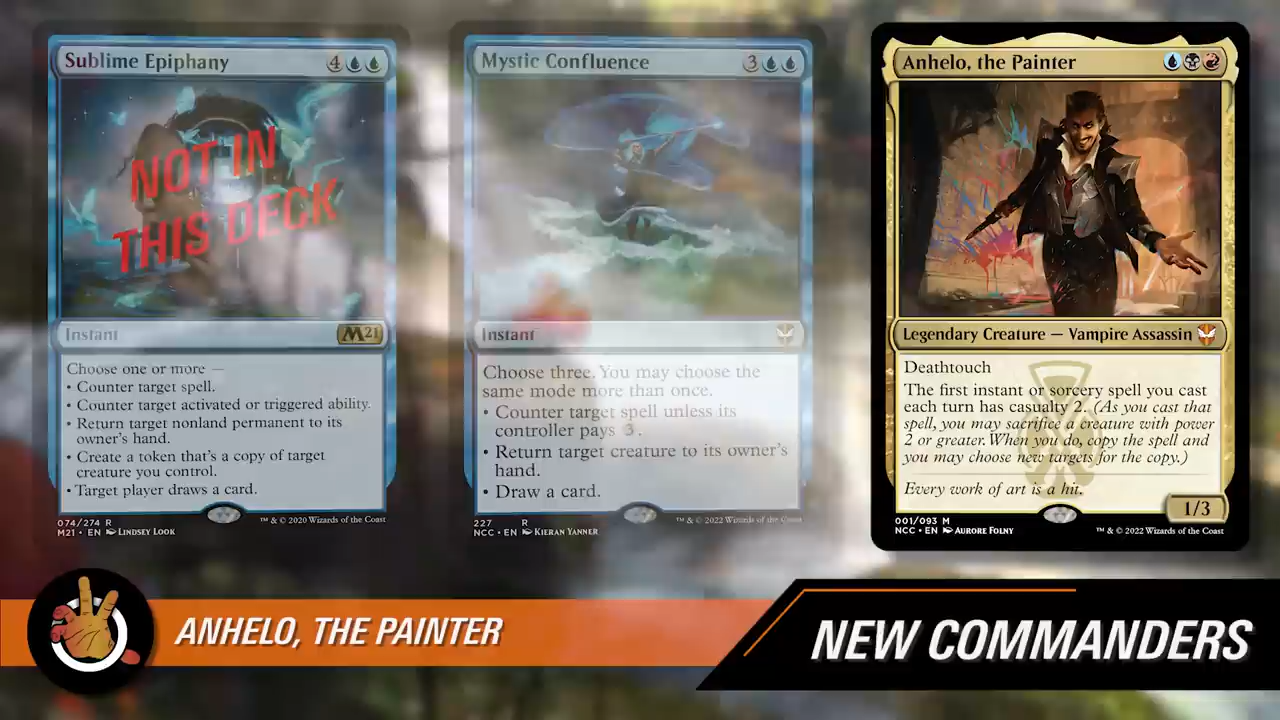 Sublime Epiphany 4
NOT IN
THIS DECK
Instant
M21
Choose one or more —
• Counter target spell.
• Counter target activated or triggered ability.
• Return target nonland permanent to its
owner's hand.
• Create a token that's a copy of target
creature you control.
• Target player draws a card.
074/274 R
M21 • EN LINDSEY LOOK
™ & © 2020 Wizards of the Coast
Mystic Confluence 3
Instant
Choose three. You may choose the
same mode more than once.
• Counter target spell unless its
controller pays 3.
• Return target creature to its owner's
hand.
• Draw a card.
227 R
NCC • EN KIERAN YANNER
™ & © 2022 Wizards of the Coast
Anhelo, the Painter
Legendary Creature — Vampire Assassin
Deathtouch
The first instant or sorcery spell you cast
each turn has casualty 2. (As you cast that
spell, you may sacrifice a creature with power
2 or greater. When you do, copy the spell and
you may choose new targets for the copy.)
Every work of art is a hit.
1/3
001/093 M
NCC • EN AURORE FOLNY
™ & © 2022 Wizards of the Coast
ANHELO, THE PAINTER
NEW COMMANDERS